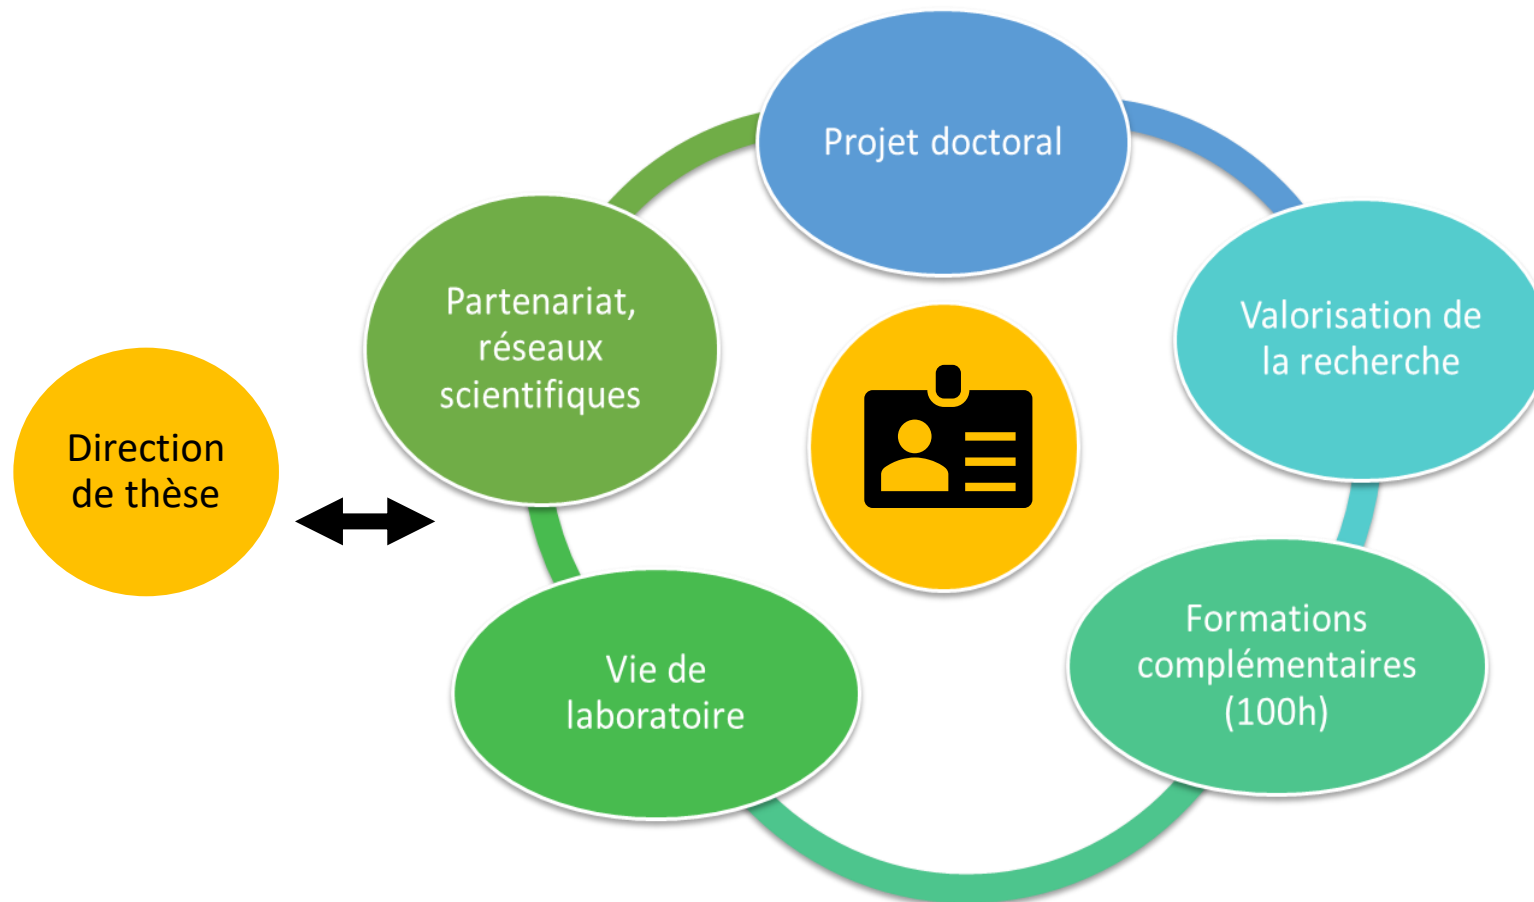 Projet doctoral
Partenariat,
réseaux
scientifiques
Valorisation de
la recherche
Direction
de thèse
Formations
complémentaires
(100h)
Vie de
laboratoire